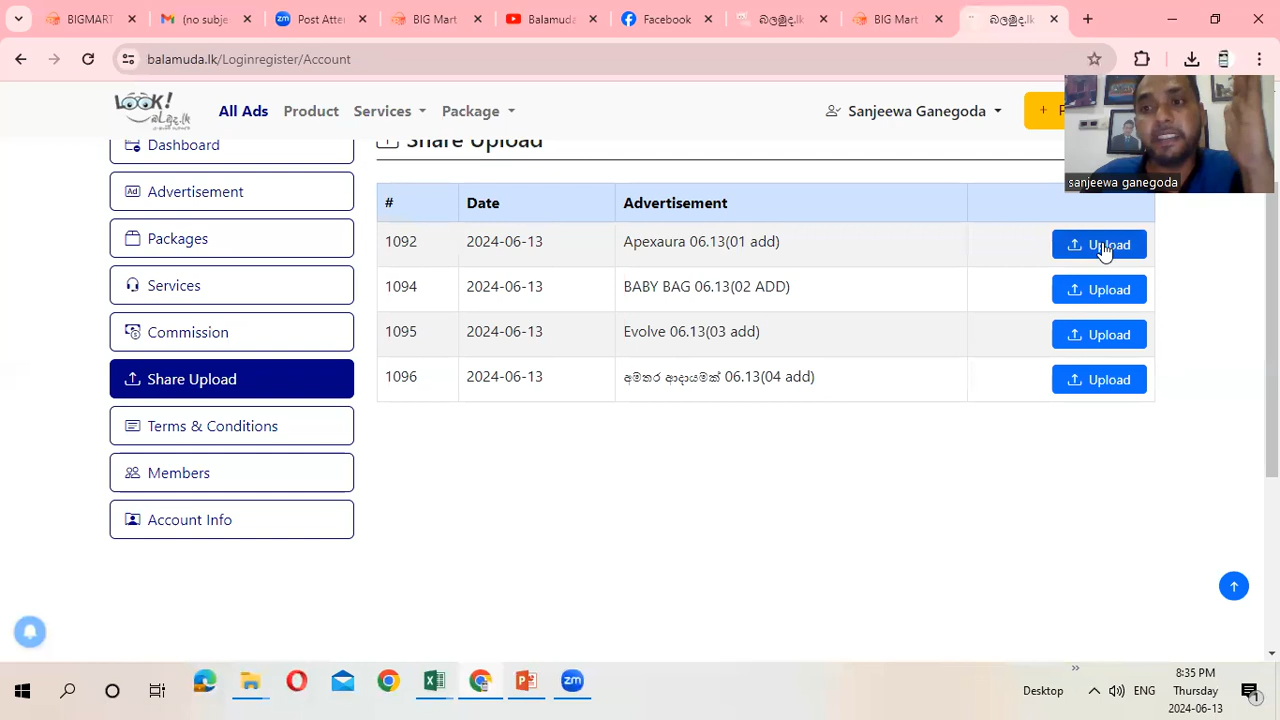 BIGMART
(no subje
Post Atter
BIG Mart
Balamuda
Facebook
බලමුද.lk
BIG Mart
බලමුද.lk
balamuda.lk/Loginregister/Account
LOOK!
බලමුද.lk
All Ads
Product
Services
Package
Sanjeewa Ganegoda
+
sanjeewa ganegoda
Dashboard
Advertisement
Packages
Services
Commission
Share Upload
Terms & Conditions
Members
Account Info
Share Upload
# Date Advertisement
1092 2024-06-13 Apexaura 06.13(01 add) Upload
1094 2024-06-13 BABY BAG 06.13(02 ADD) Upload
1095 2024-06-13 Evolve 06.13(03 add) Upload
1096 2024-06-13 අමතර ආදායමක් 06.13(04 add) Upload
Desktop
ENG
8:35 PM
Thursday
2024-06-13
1